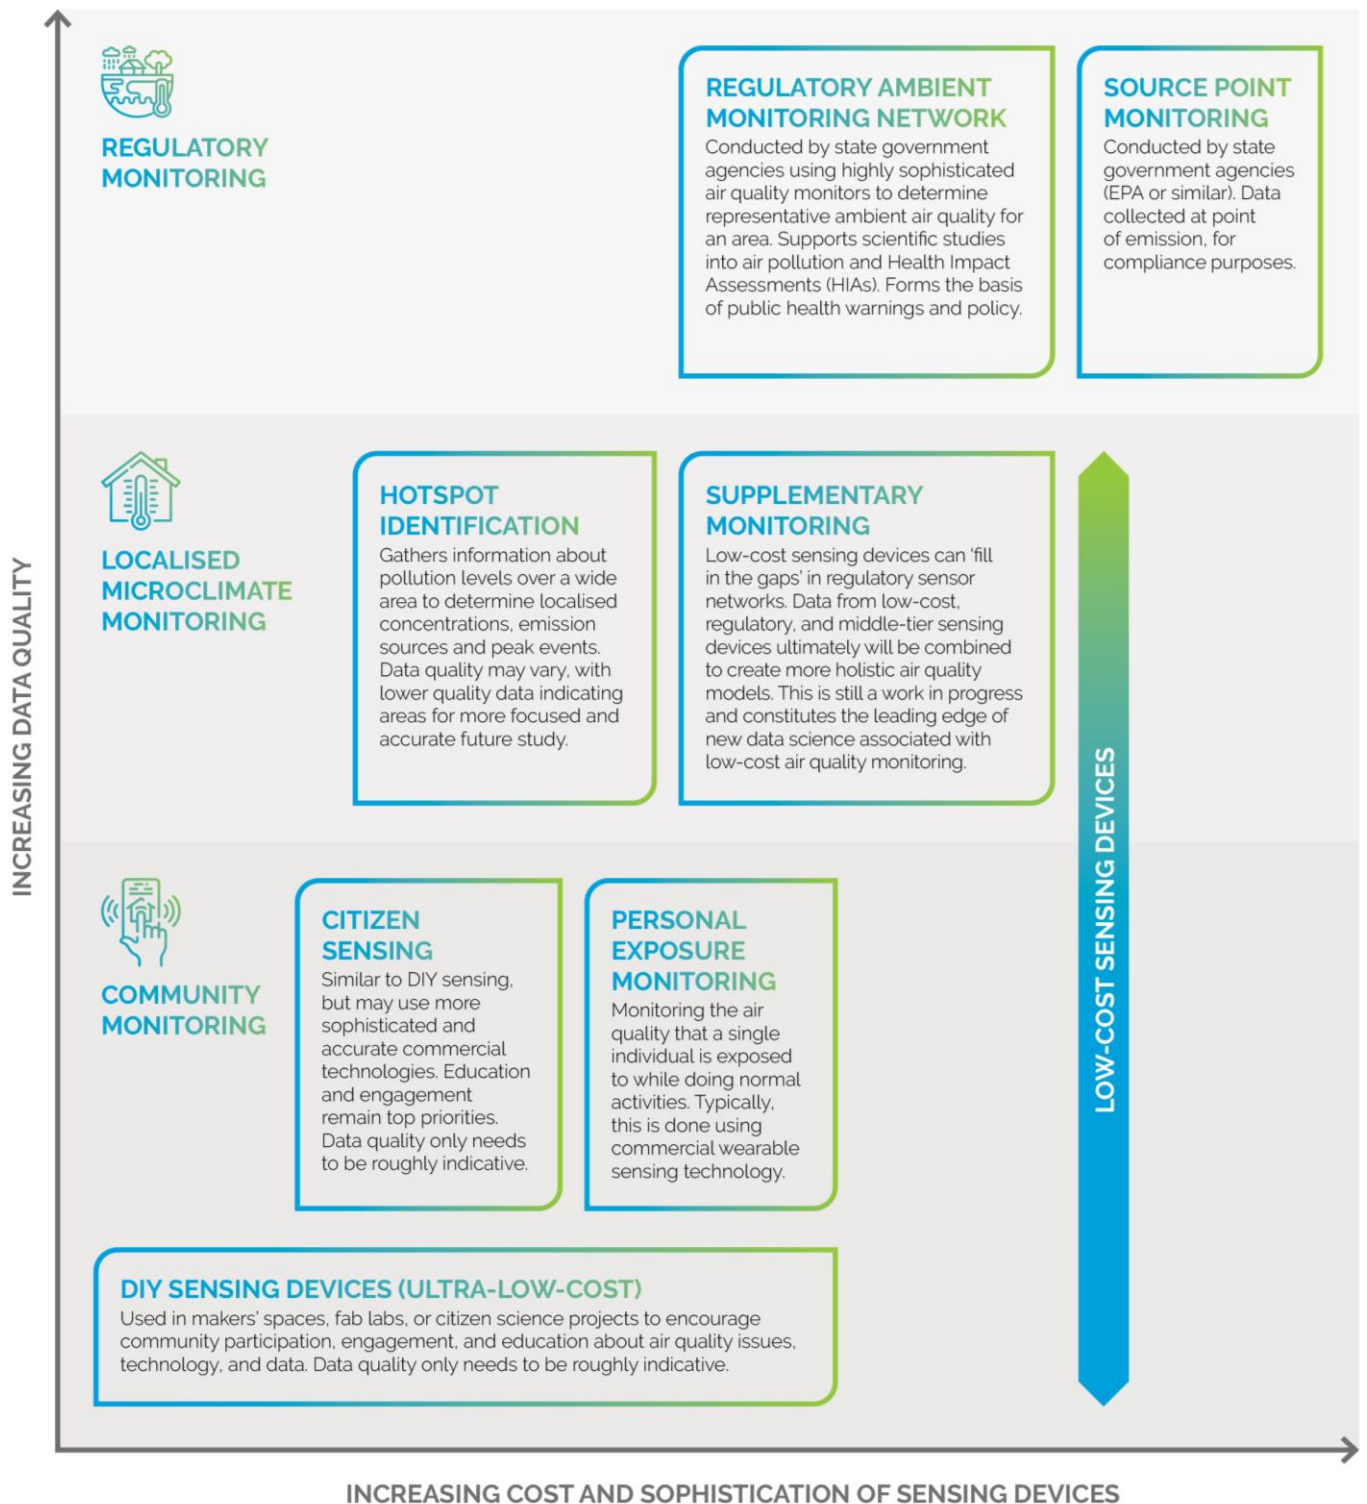 REGULATORY
MONITORING
REGULATORY AMBIENT
MONITORING NETWORK
Conducted by state government
agencies using highly sophisticated
air quality monitors to determine
representative ambient air quality for
an area. Supports scientific studies
into air pollution and Health Impact
Assessments (HIAs). Forms the basis
of public health warnings and policy.
SOURCE POINT
MONITORING
Conducted by state
government agencies
(EPA or similar). Data
collected at point
of emission, for
compliance purposes.
LOCALISED
MICROCLIMATE
MONITORING
HOTSPOT
IDENTIFICATION
Gathers information about
pollution levels over a wide
area to determine localised
concentrations, emission
sources and peak events.
Data quality may vary, with
lower quality data indicating
areas for more focused and
accurate future study.
SUPPLEMENTARY
MONITORING
Low-cost sensing devices can ‘fill
in the gaps’ in regulatory sensor
networks. Data from low-cost,
regulatory, and middle-tier sensing
devices ultimately will be combined
to create more holistic air quality
models. This is still a work in progress
and constitutes the leading edge of
new data science associated with
low-cost air quality monitoring.
COMMUNITY
MONITORING
CITIZEN
SENSING
Similar to DIY sensing,
but may use more
sophisticated and
accurate commercial
technologies. Education
and engagement
remain top priorities.
Data quality only needs
to be roughly indicative.
PERSONAL
EXPOSURE
MONITORING
Monitoring the air
quality that a single
individual is exposed
to while doing normal
activities. Typically,
this is done using
commercial wearable
sensing technology.
DIY SENSING DEVICES (ULTRA-LOW-COST)
Used in makers’ spaces, fab labs, or citizen science projects to encourage
community participation, engagement, and education about air quality issues,
technology, and data. Data quality only needs to be roughly indicative.
LOW-COST SENSING DEVICES
INCREASING DATA QUALITY
INCREASING COST AND SOPHISTICATION OF SENSING DEVICES